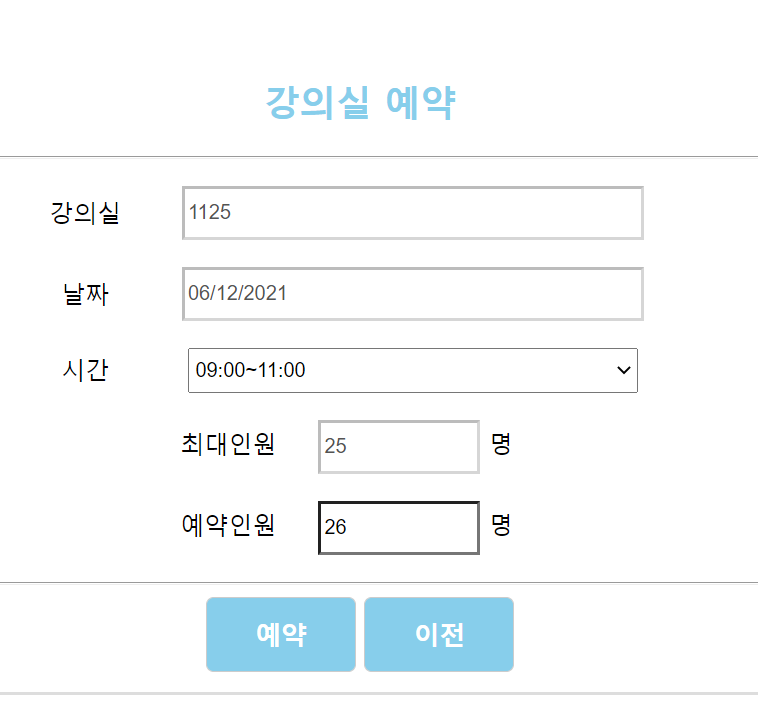 강의실 예약
강의실 1125
날짜 06/12/2021
시간 09:00~11:00
최대인원 25 명
예약인원 26 명
예약 이전